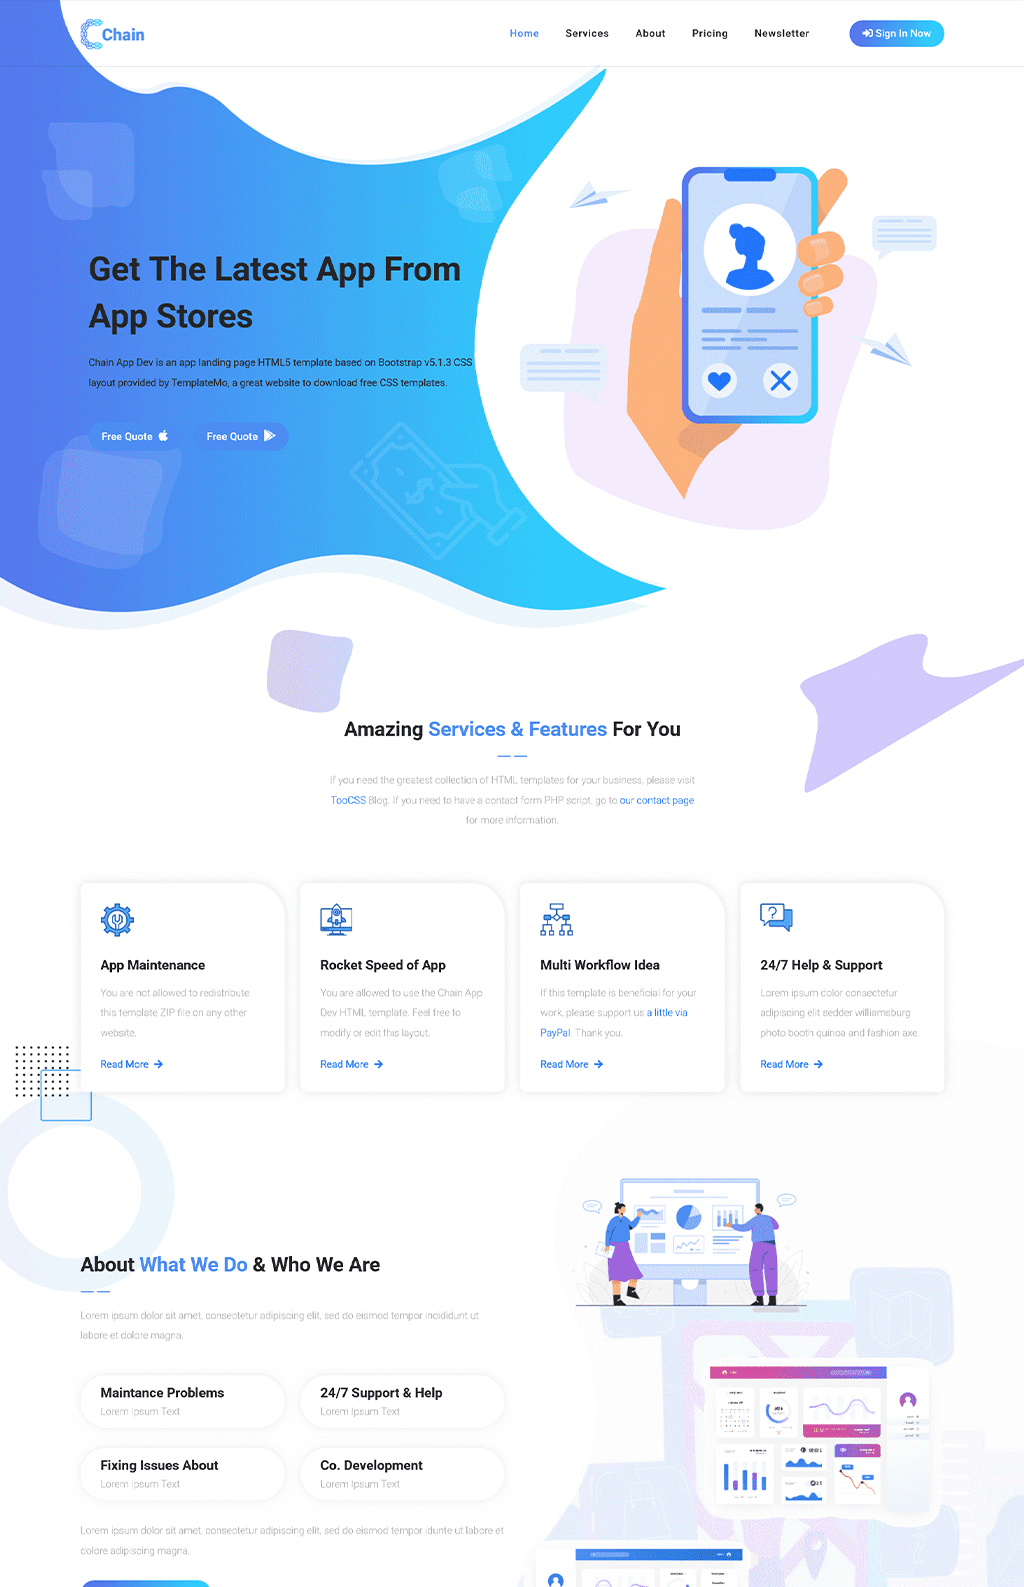 Chain
Home
Services
About
Pricing
Newsletter
Sign In Now
Get The Latest App From
App Stores
Chain App Dev is an app landing page HTML5 template based on Bootstrap v5.1.3 CSS
layout provided by TemplateMo, a great website to download free CSS templates.
Free Quote
Free Quote
Amazing Services & Features For You
If you need the greatest collection of HTML templates for your business, please visit
TooCSS Blog. If you need to have a contact form PHP script, go to our contact page
for more information.
App Maintenance
You are not allowed to redistribute
this template ZIP file on any other
website.
Read More
Rocket Speed of App
You are allowed to use the Chain App
Dev HTML template. Feel free to
modify or edit this layout.
Read More
Multi Workflow Idea
If this template is beneficial for your
work, please support us a little via
PayPal. Thank you.
Read More
24/7 Help & Support
Lorem ipsum dolor consectetur
adipiscing elit sedder williamsburg
photo booth quinoa and fashion axe.
Read More
About What We Do & Who We Are
Lorem ipsum dolor sit amet, consectetur adipiscing elit, sed do eismod tempor incididunt ut
labore et dolore magna.
Maintance Problems
Lorem Ipsum Text
24/7 Support & Help
Lorem Ipsum Text
Fixing Issues About
Lorem Ipsum Text
Co. Development
Lorem Ipsum Text
Lorem ipsum dolor sit amet, consectetur adipiscing elit, sed do eismod tempor idunte ut labore et
dolore adipiscing magna.